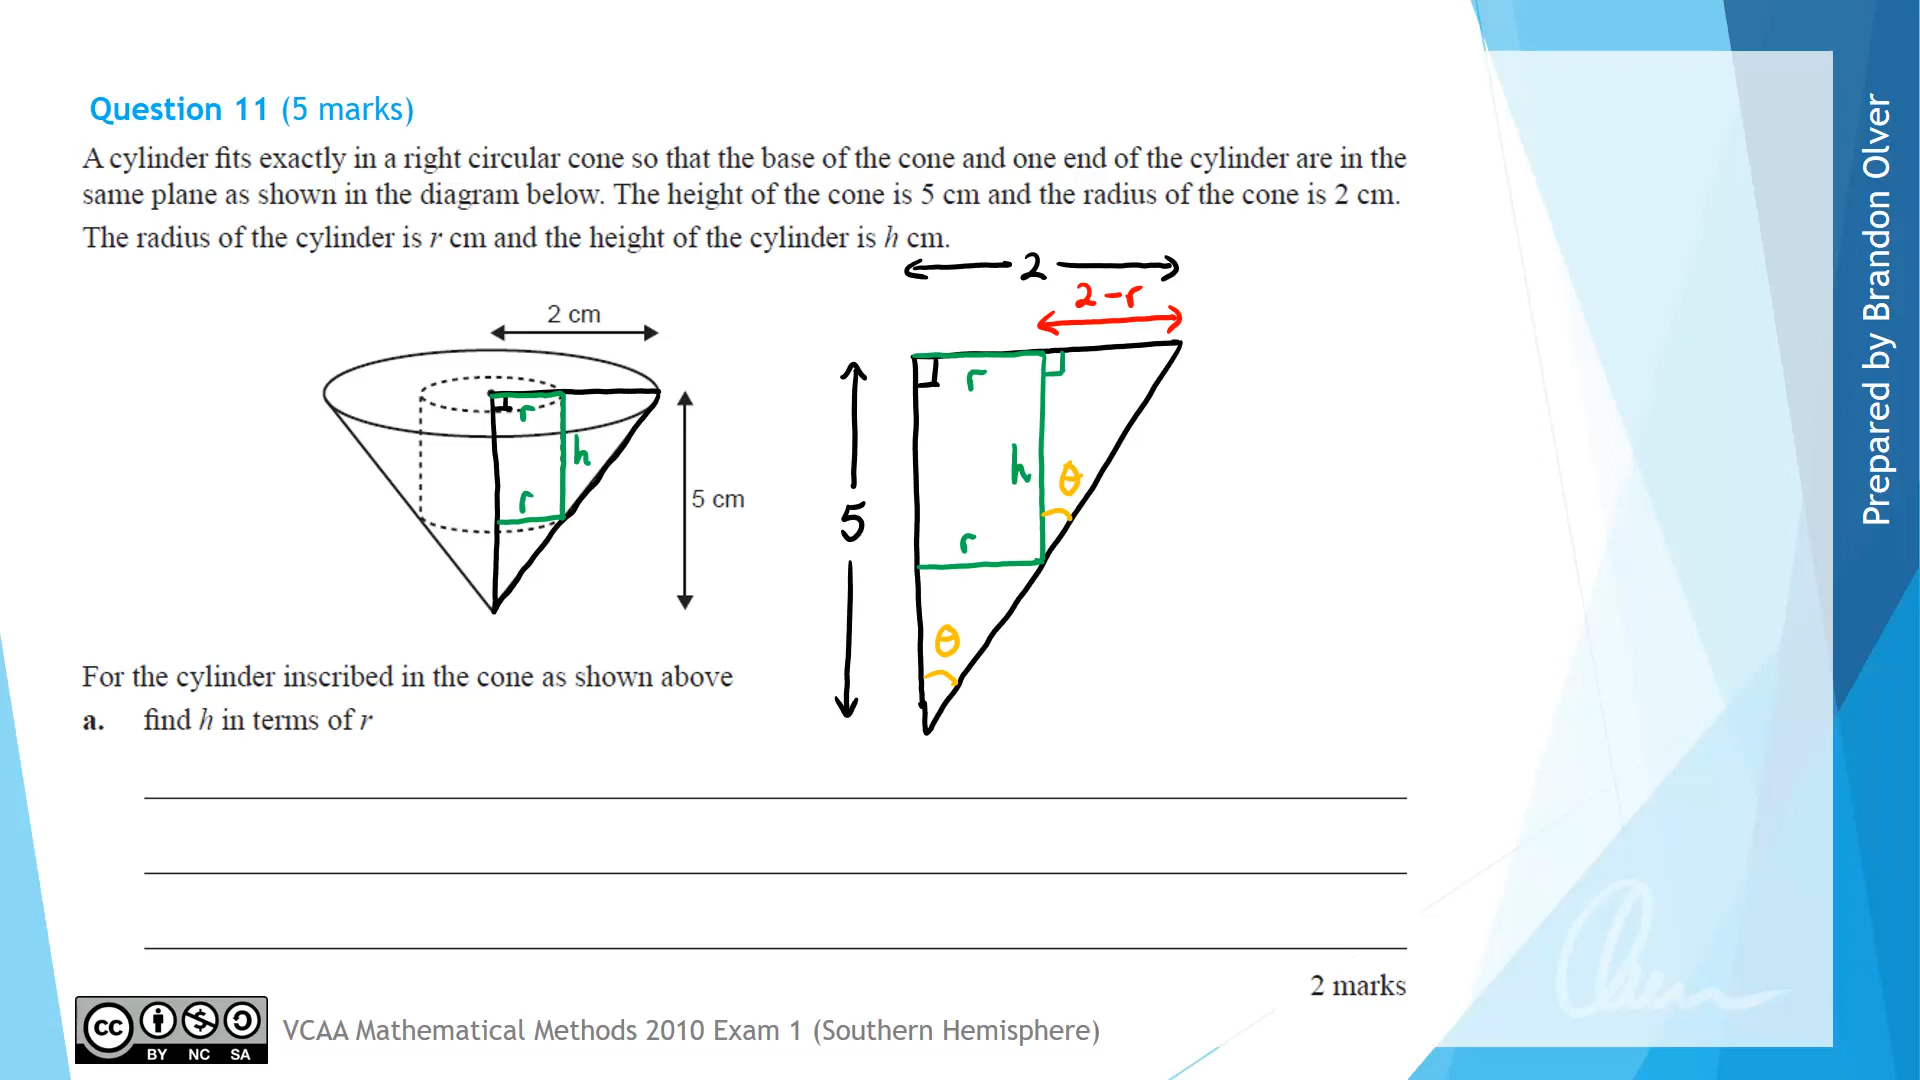 Question 11 (5 marks)
A cylinder fits exactly in a right circular cone so that the base of the cone and one end of the cylinder are in the
same plane as shown in the diagram below. The height of the cone is 5 cm and the radius of the cone is 2 cm.
The radius of the cylinder is r cm and the height of the cylinder is h cm.
2 cm
r
h
r
5 cm
2
2 - r
r
h
θ
5
r
θ
For the cylinder inscribed in the cone as shown above
a. find h in terms of r
2 marks
cc
BY NC SA
VCAA Mathematical Methods 2010 Exam 1 (Southern Hemisphere)
Prepared by Brandon Olver